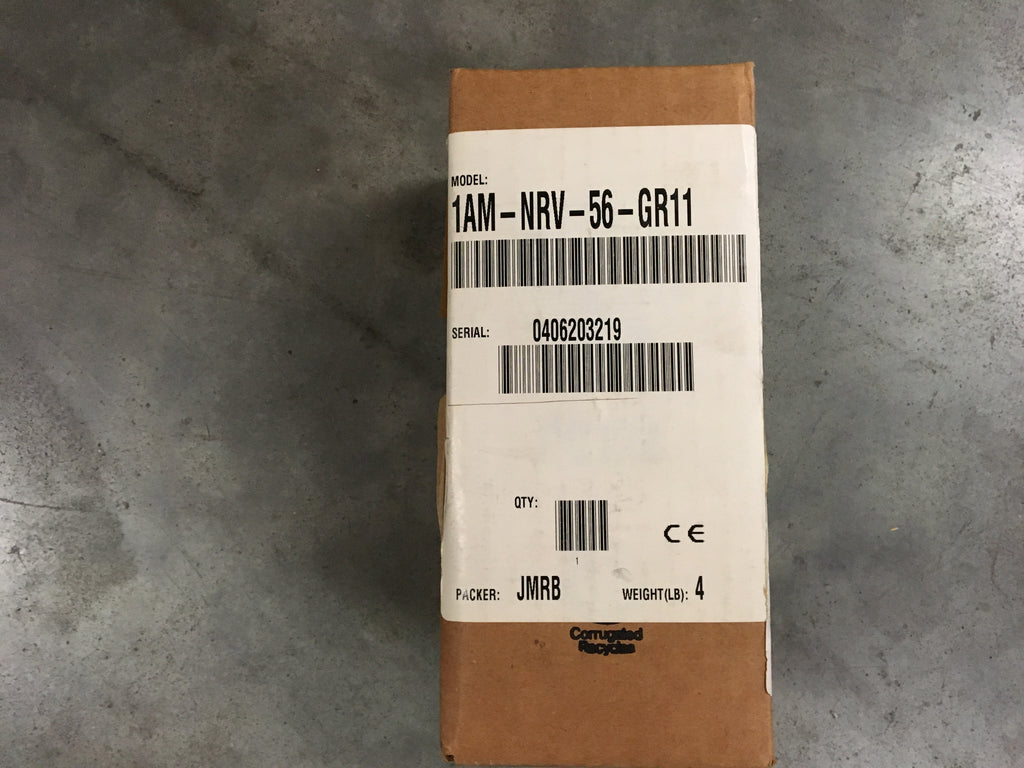 MODEL:
1AM-NRV-56-GR11
SERIAL: 0406203219
QTY:
1
CE
PACKER: JMRB WEIGHT(LB): 4
Corrugated
Recycles